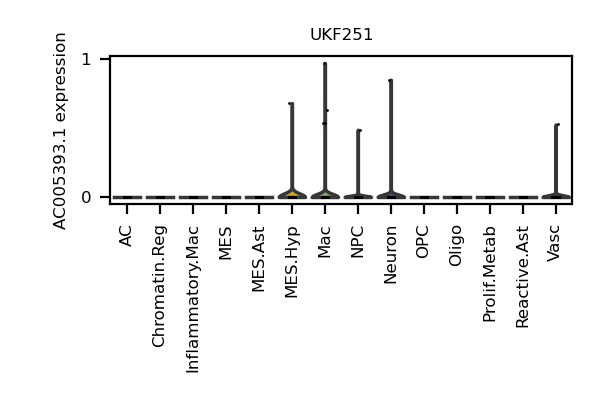 UKF251
AC005393.1 expression
1
0
AC
Chromatin.Reg
Inflammatory.Mac
MES
MES.Ast
MES.Hyp
Mac
NPC
Neuron
OPC
Oligo
Prolif.Metab
Reactive.Ast
Vasc